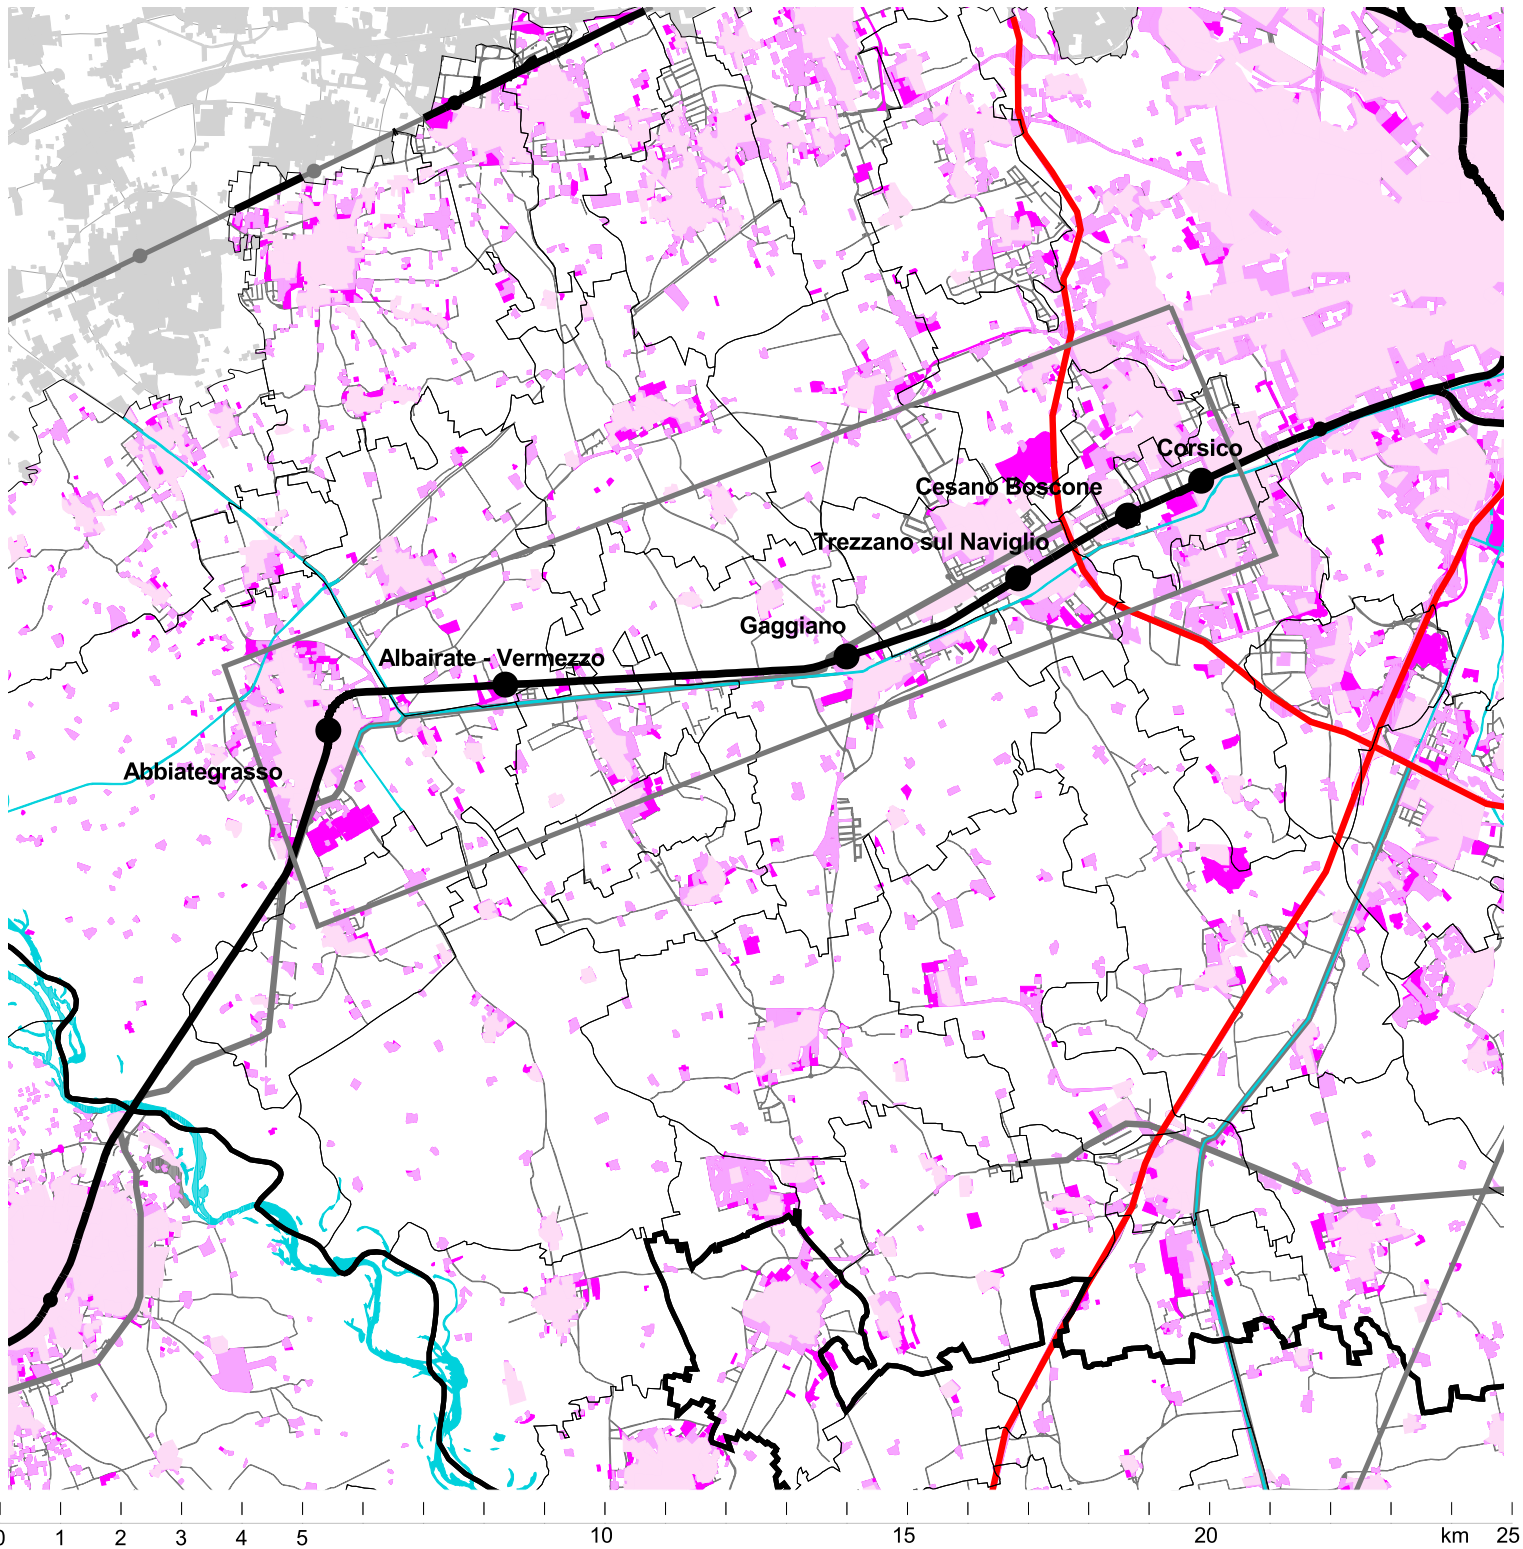 Corsico
Cesano Boscone
Trezzano sul Naviglio
Gaggiano
Albairate - Vermezzo
Abbiategrasso
0 1 2 3 4 5 10 15 20 km 25